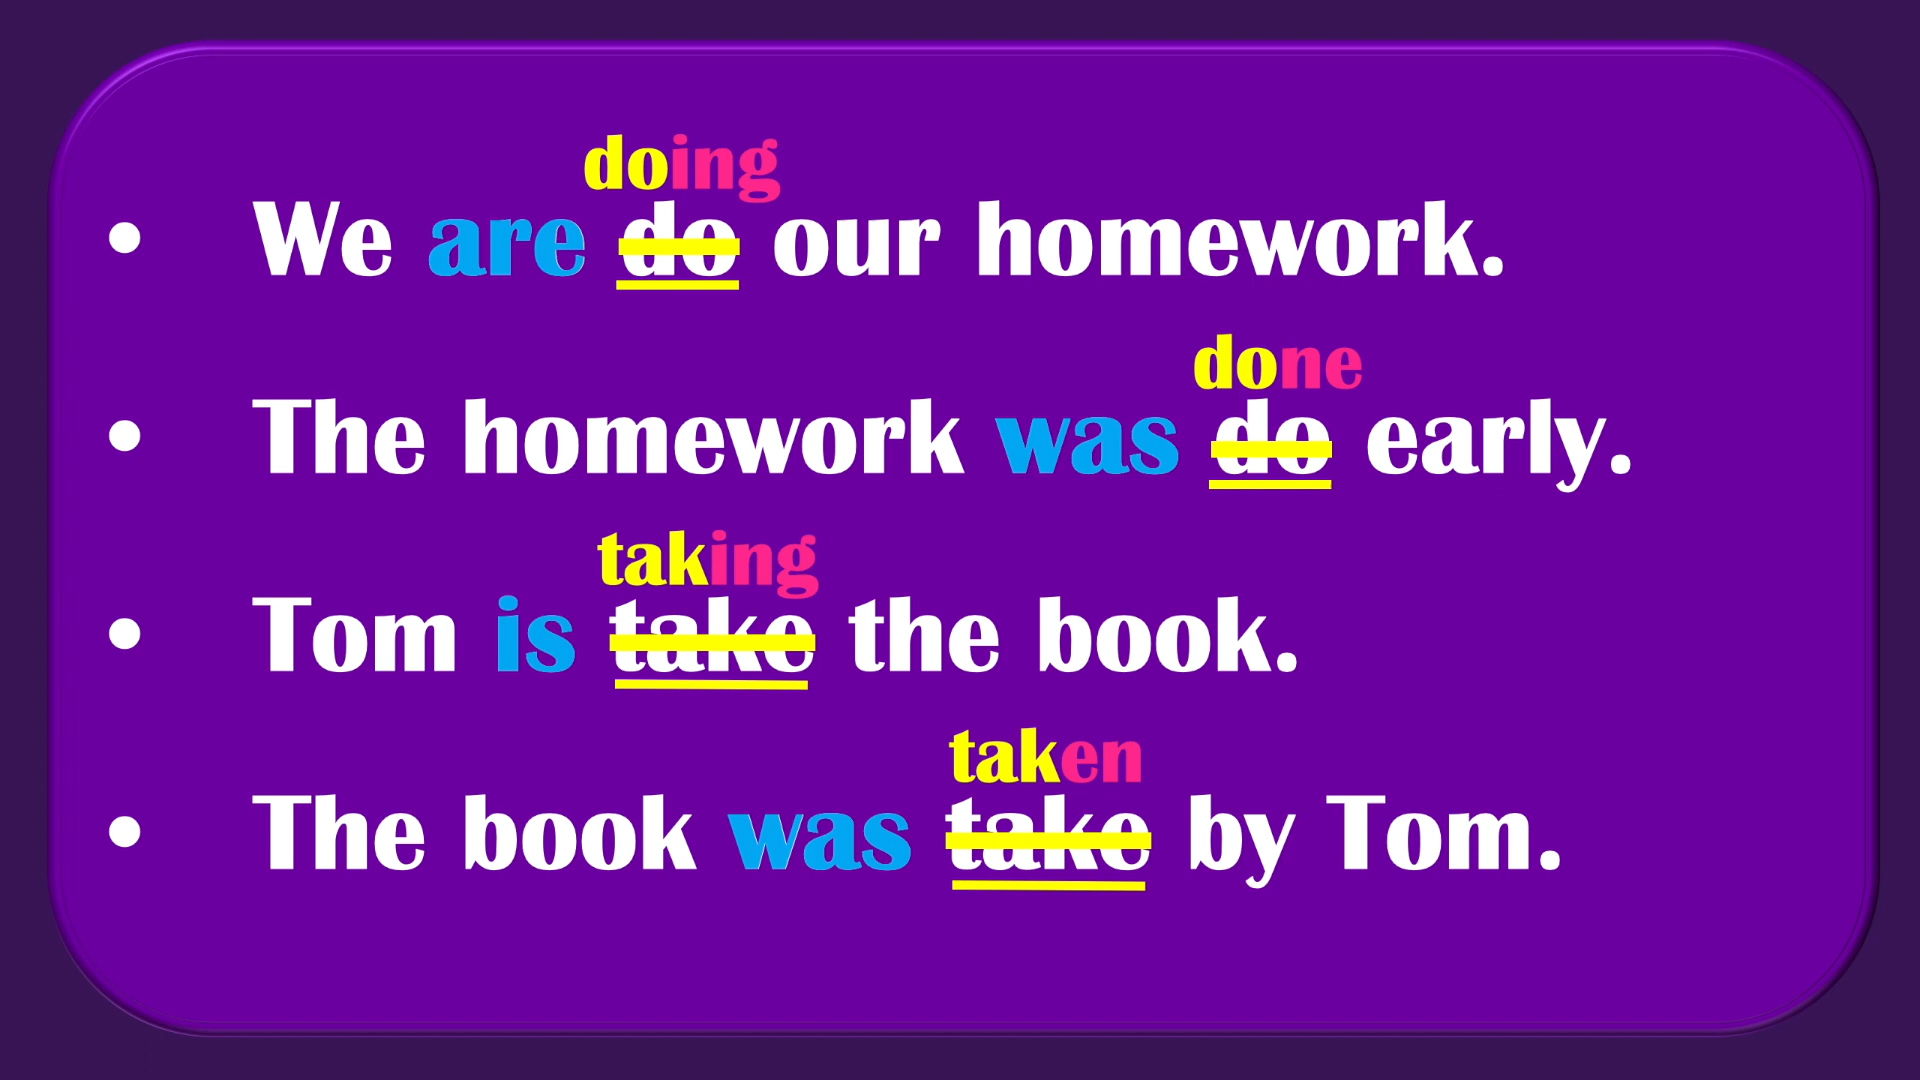 doing
• We are do our homework.
done
• The homework was do early.
taking
• Tom is take the book.
taken
• The book was take by Tom.